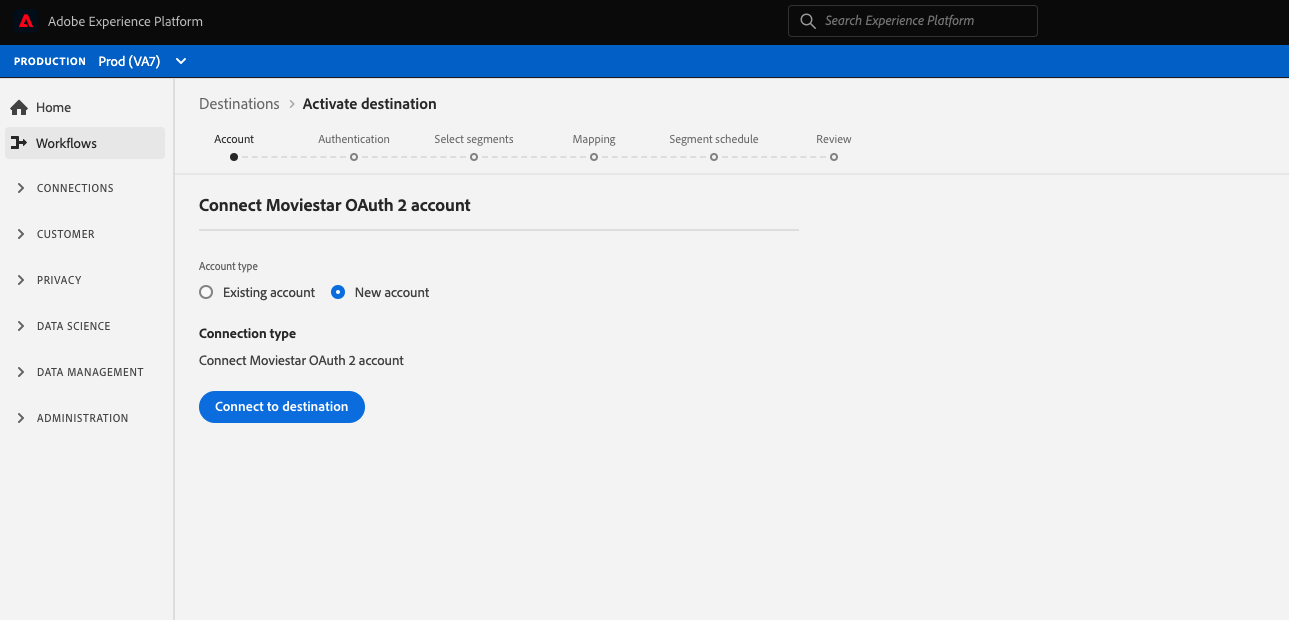 Adobe Experience Platform
Search Experience Platform
PRODUCTION Prod (VA7)
Home
Workflows
CONNECTIONS
CUSTOMER
PRIVACY
DATA SCIENCE
DATA MANAGEMENT
ADMINISTRATION
Destinations > Activate destination
Account Authentication Select segments Mapping Segment schedule Review
Connect Moviestar OAuth 2 account
Account type
Existing account New account
Connection type
Connect Moviestar OAuth 2 account
Connect to destination